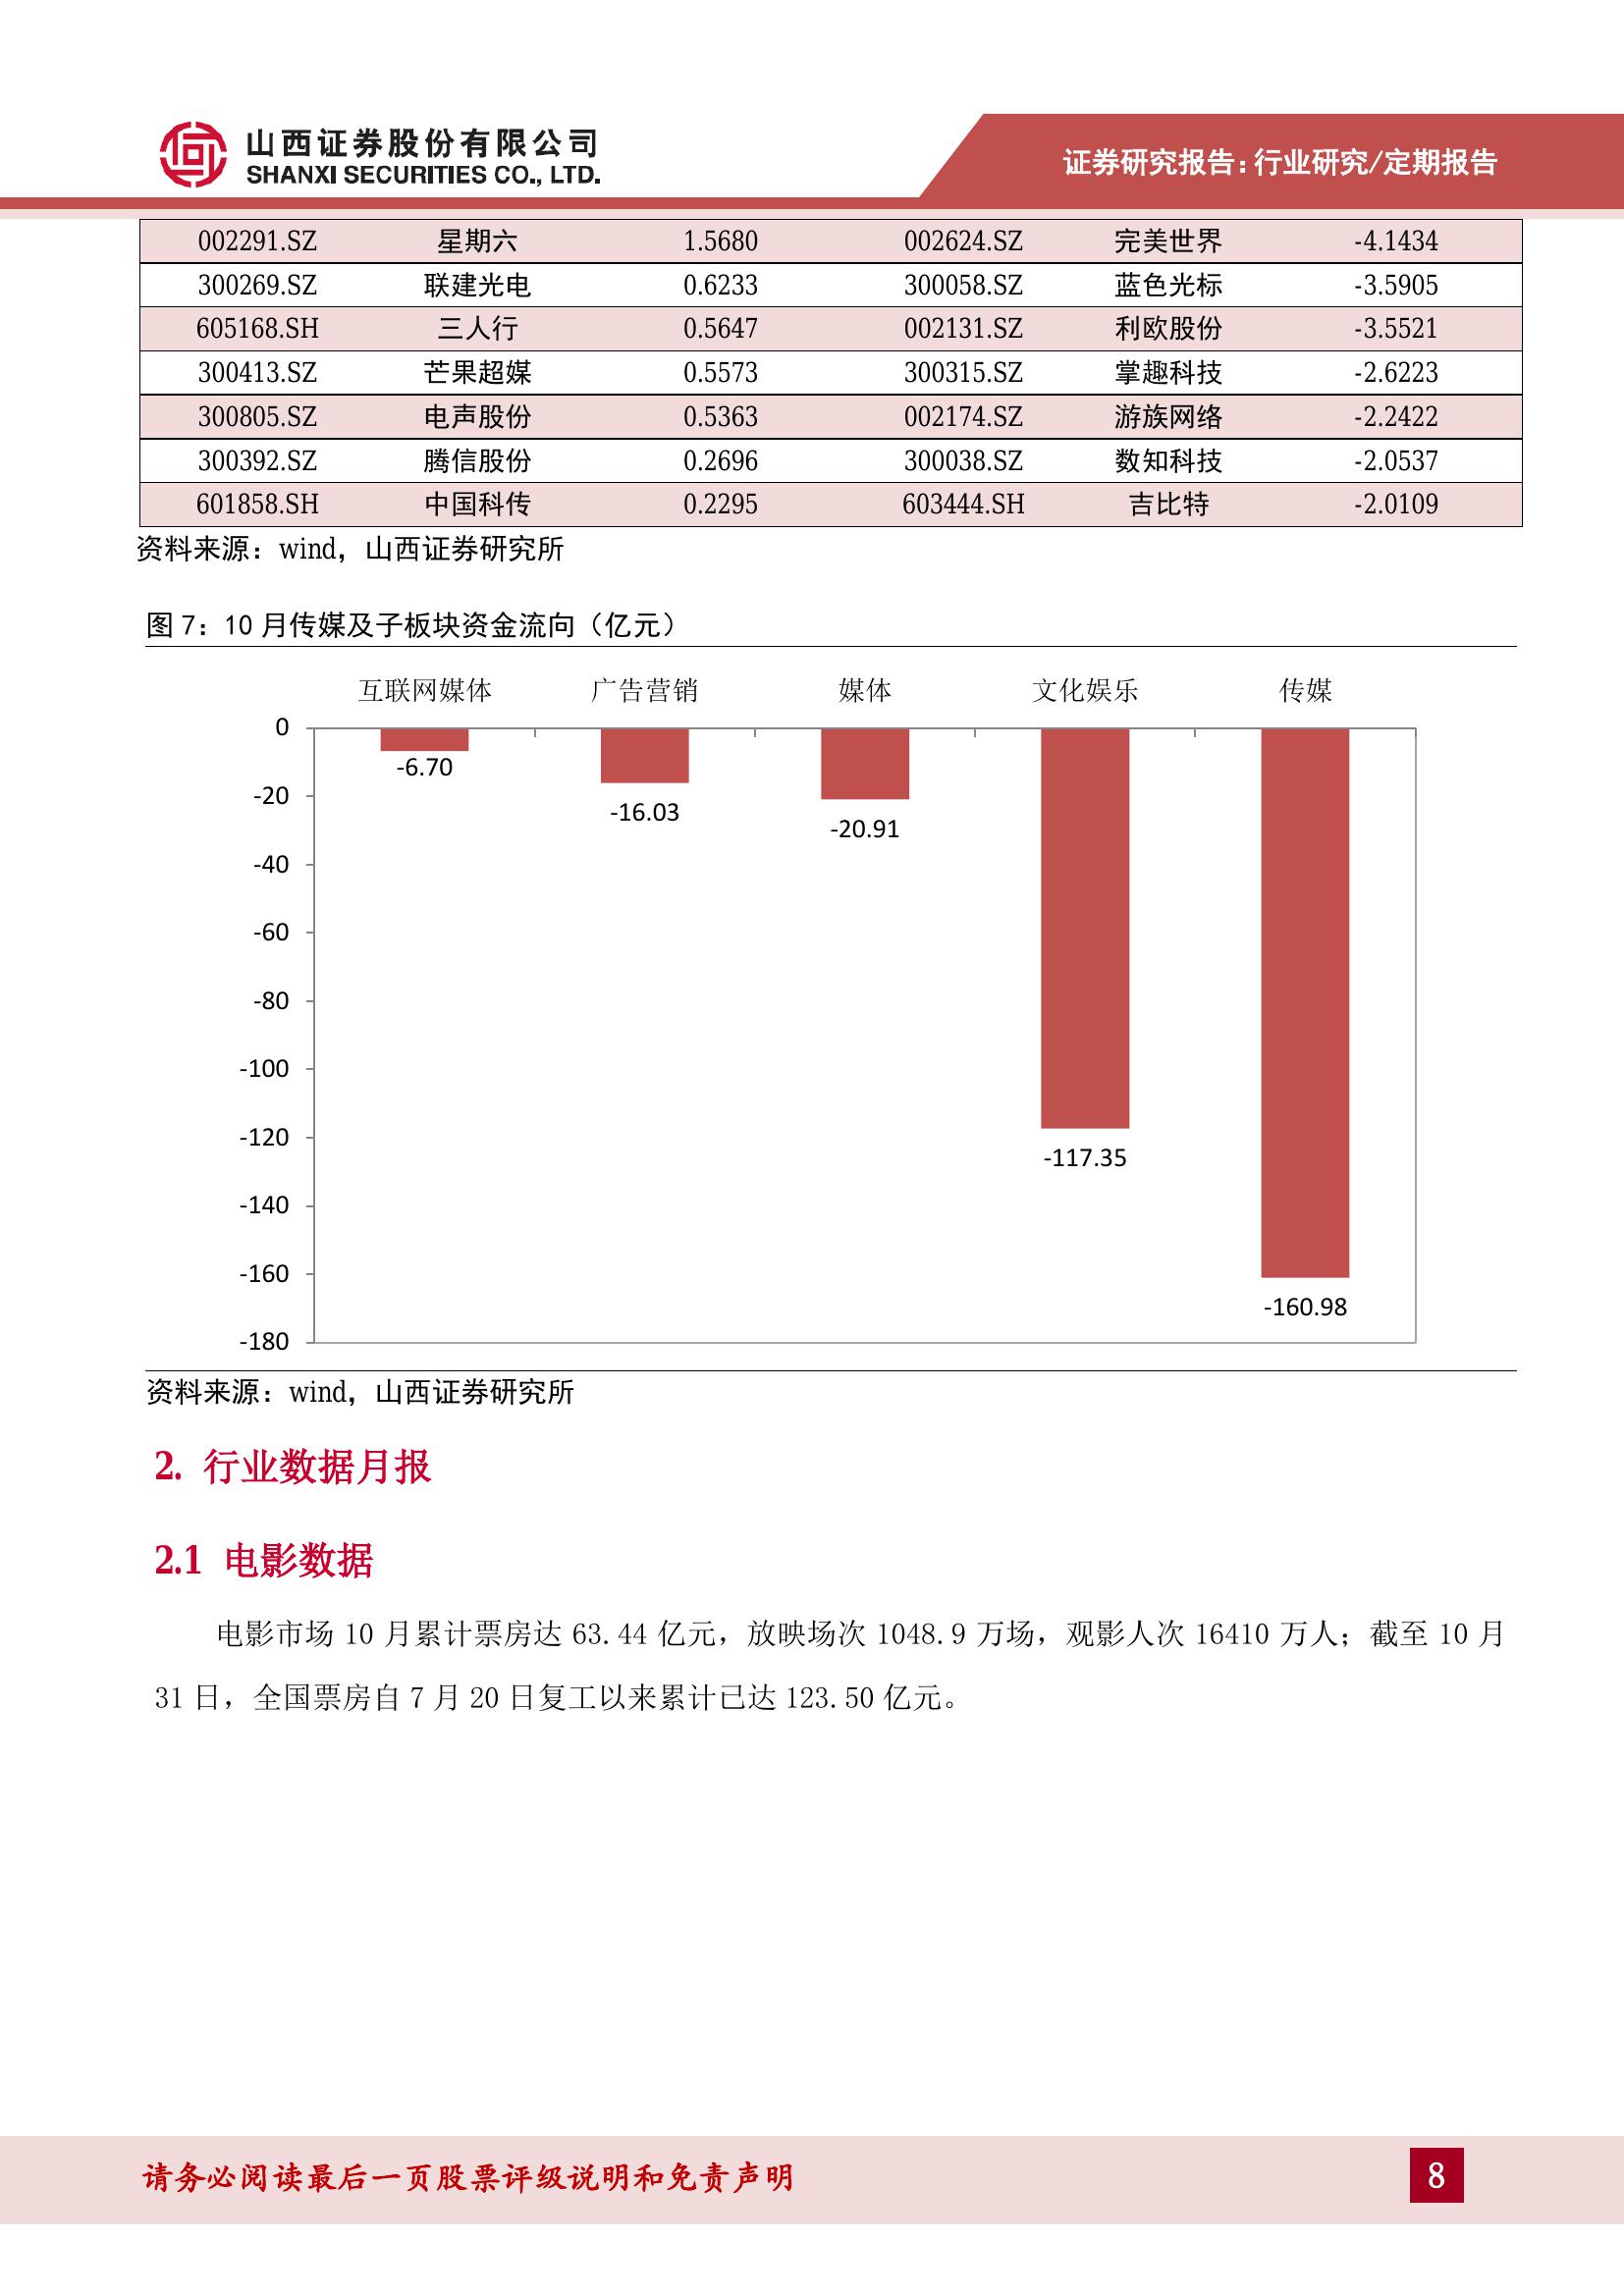 山西证券股份有限公司
SHANXI SECURITIES CO., LTD.
证券研究报告:行业研究/定期报告
002291.SZ 星期六 1.5680 002624.SZ 完美世界 -4.1434
300269.SZ 联建光电 0.6233 300058.SZ 蓝色光标 -3.5905
605168.SH 三人行 0.5647 002131.SZ 利欧股份 -3.5521
300413.SZ 芒果超媒 0.5573 300315.SZ 掌趣科技 -2.6223
300805.SZ 电声股份 0.5363 002174.SZ 游族网络 -2.2422
300392.SZ 腾信股份 0.2696 300038.SZ 数知科技 -2.0537
601858.SH 中国科传 0.2295 603444.SH 吉比特 -2.0109
资料来源：wind，山西证券研究所
图 7：10 月传媒及子板块资金流向（亿元）
互联网媒体 广告营销 媒体 文化娱乐 传媒
0
-6.70
-20
-16.03
-20.91
-40
-60
-80
-100
-120
-117.35
-140
-160
-160.98
-180
资料来源：wind，山西证券研究所
2. 行业数据月报
2.1 电影数据
电影市场 10 月累计票房达 63.44 亿元，放映场次 1048.9 万场，观影人次 16410 万人；截至 10 月
31 日，全国票房自 7 月 20 日复工以来累计已达 123.50 亿元。
请务必阅读最后一页股票评级说明和免责声明
8